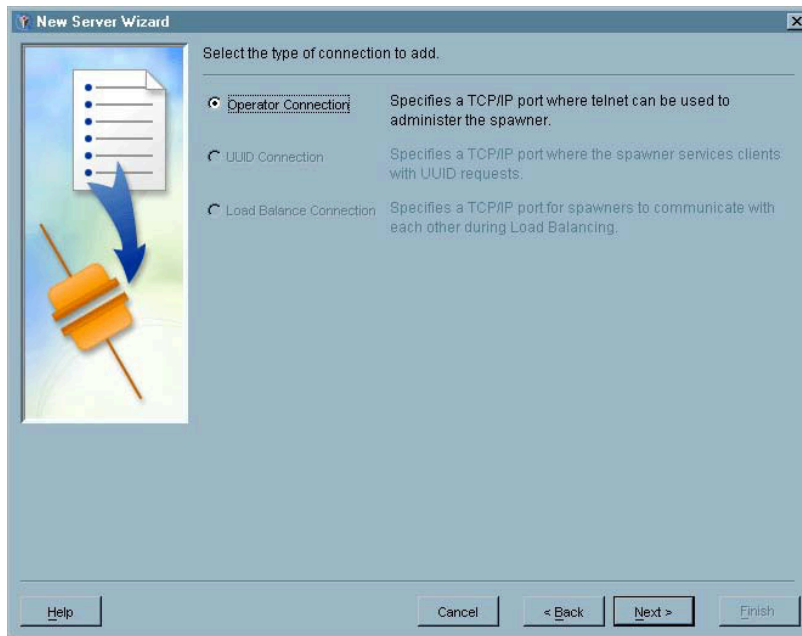 New Server Wizard
Select the type of connection to add.
Operator Connection
Specifies a TCP/IP port where telnet can be used to
administer the spawner.
UUID Connection
Specifies a TCP/IP port where the spawner services clients
with UUID requests.
Load Balance Connection
Specifies a TCP/IP port for spawners to communicate with
each other during Load Balancing.
Help
Cancel
< Back
Next >
Finish